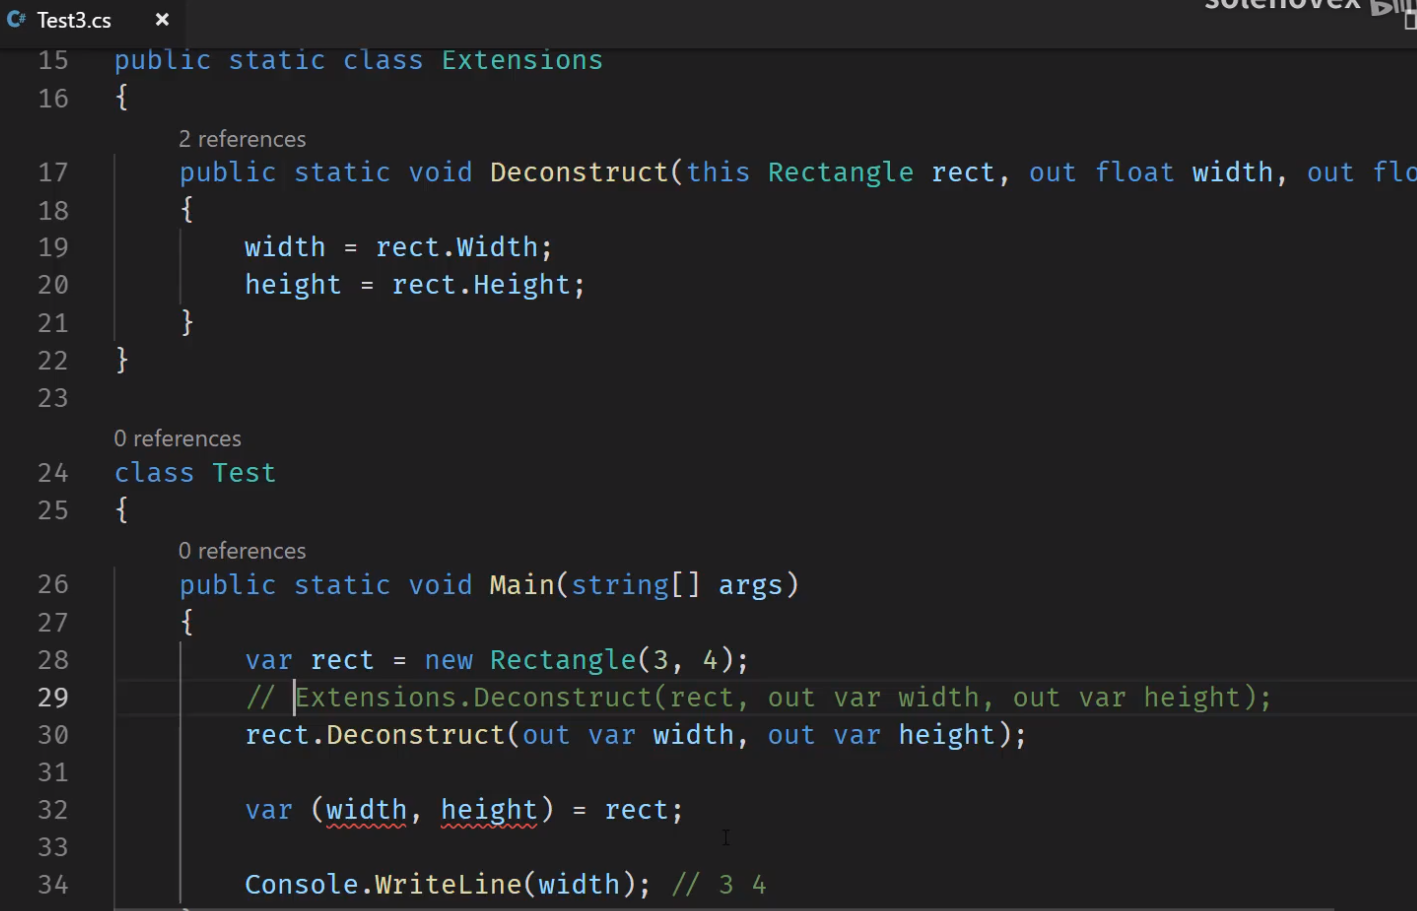 C# Test3.cs ×
solenovex
15 public static class Extensions
16 {
2 references
17 public static void Deconstruct(this Rectangle rect, out float width, out flo
18 {
19 width = rect.Width;
20 height = rect.Height;
21 }
22 }
23
0 references
24 class Test
25 {
0 references
26 public static void Main(string[] args)
27 {
28 var rect = new Rectangle(3, 4);
29 // Extensions.Deconstruct(rect, out var width, out var height);
30 rect.Deconstruct(out var width, out var height);
31
32 var (width, height) = rect;
33
34 Console.WriteLine(width); // 3 4